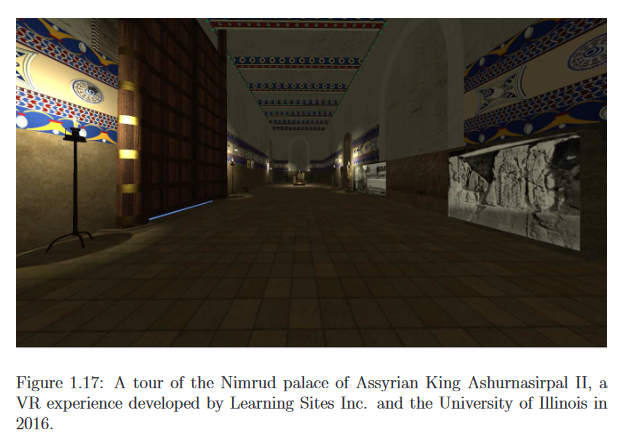 Figure 1.17: A tour of the Nimrud palace of Assyrian King Ashurnasirpal II, a
VR experience developed by Learning Sites Inc. and the University of Illinois in
2016.